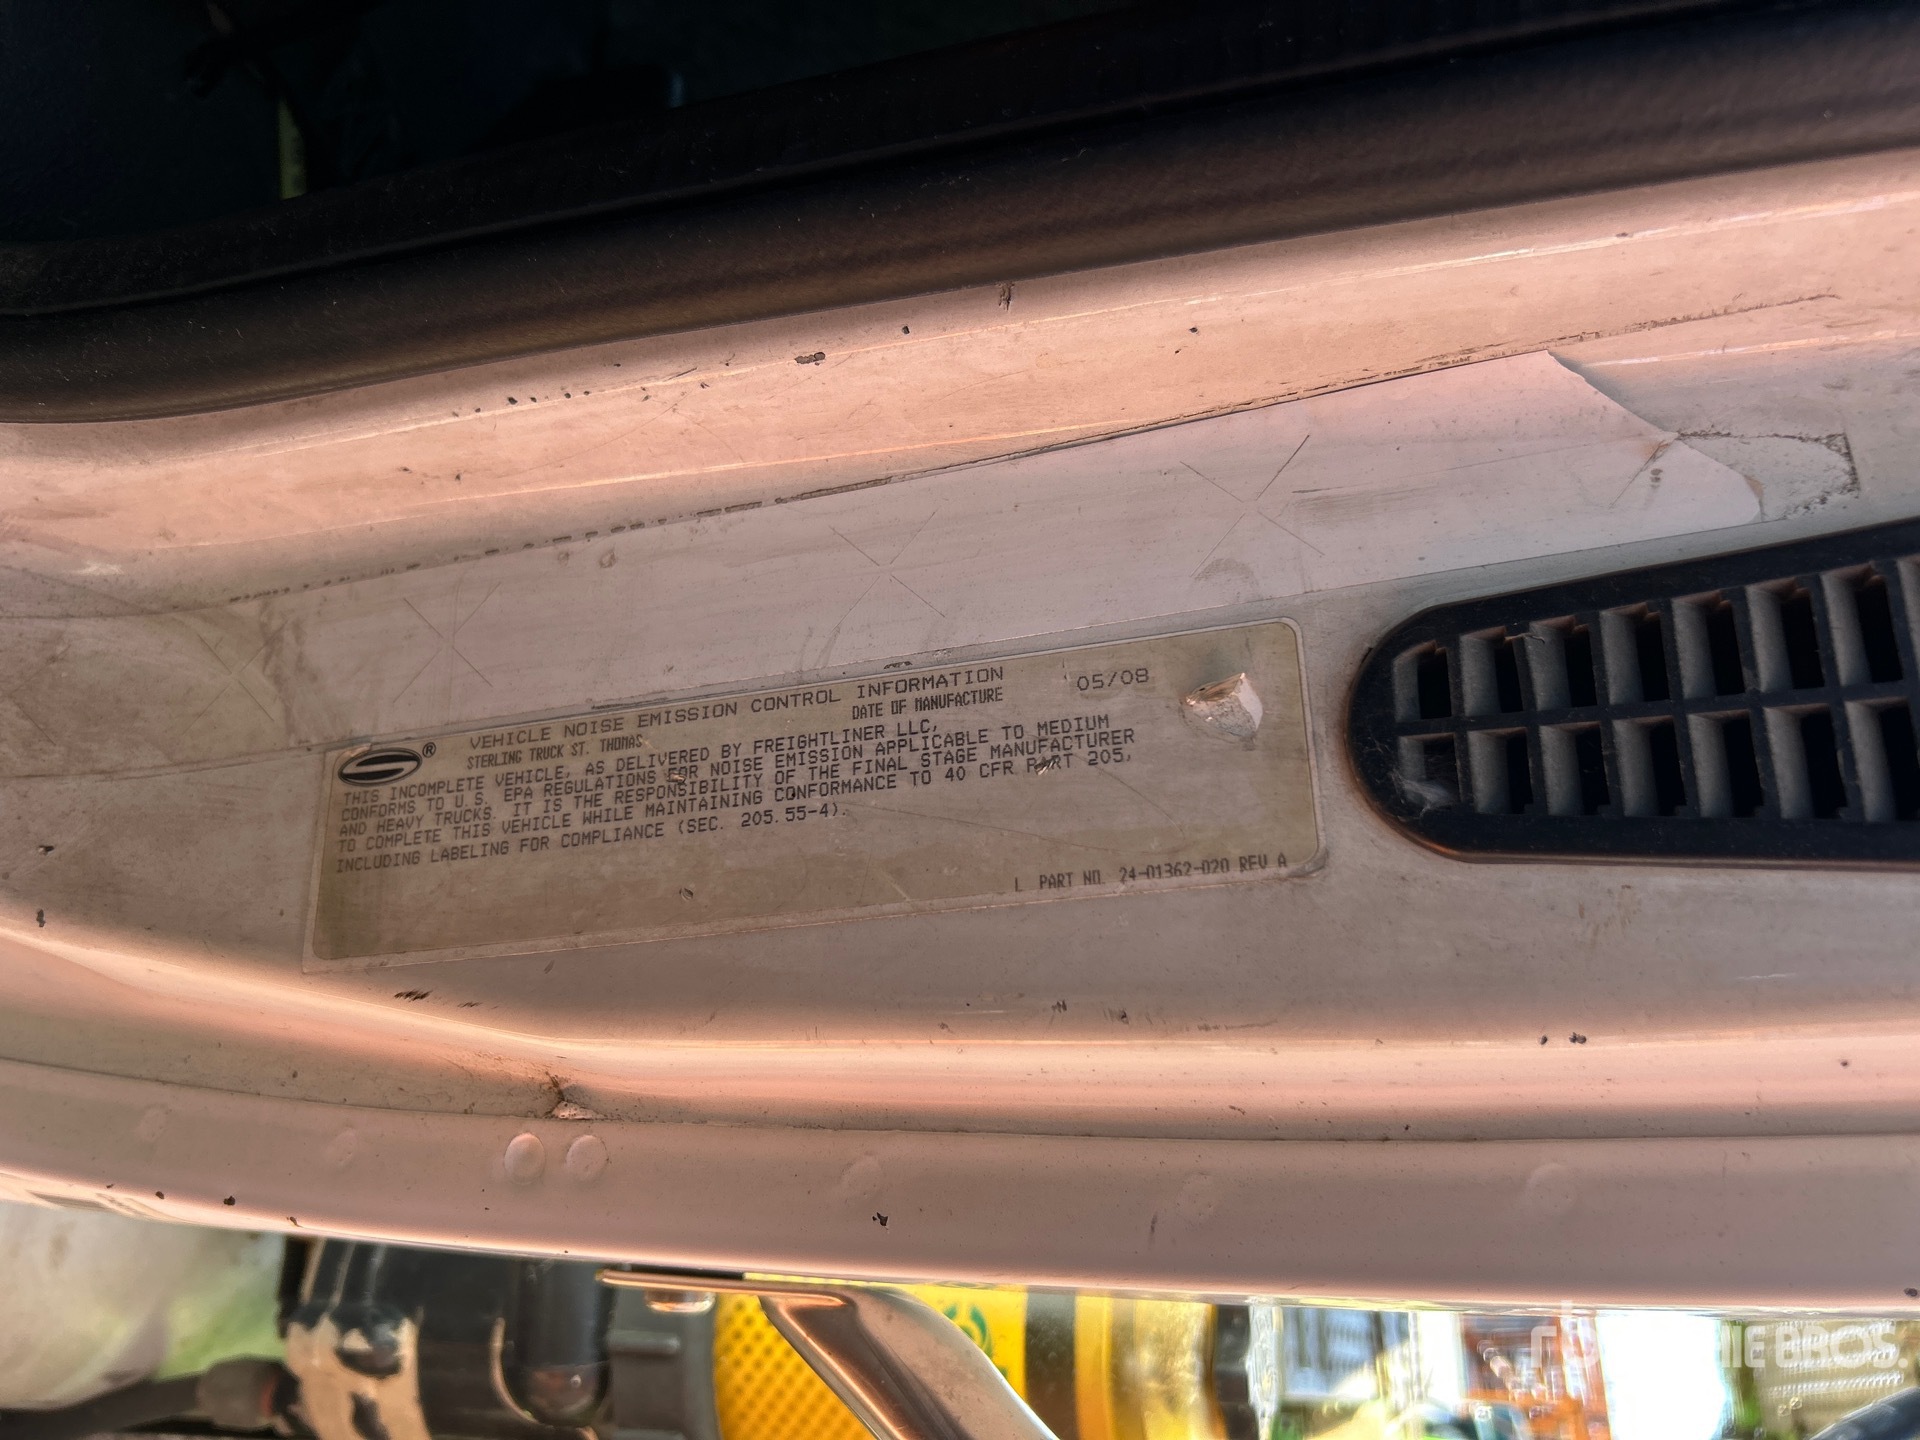 VEHICLE NOISE EMISSION CONTROL INFORMATION
05/08
STERLING TRUCK ST. THOMAS
DATE OF MANUFACTURE
®
THIS INCOMPLETE VEHICLE, AS DELIVERED BY FREIGHTLINER LLC,
CONFORMS TO U.S. EPA REGULATIONS FOR NOISE EMISSION APPLICABLE TO MEDIUM
AND HEAVY TRUCKS. IT IS THE RESPONSIBILITY OF THE FINAL STAGE MANUFACTURER
TO COMPLETE THIS VEHICLE WHILE MAINTAINING CONFORMANCE TO 40 CFR PART 205,
INCLUDING LABELING FOR COMPLIANCE (SEC. 205.55-4).
L PART NO. 24-01362-020 REV A
rb RITCHIE BROS.